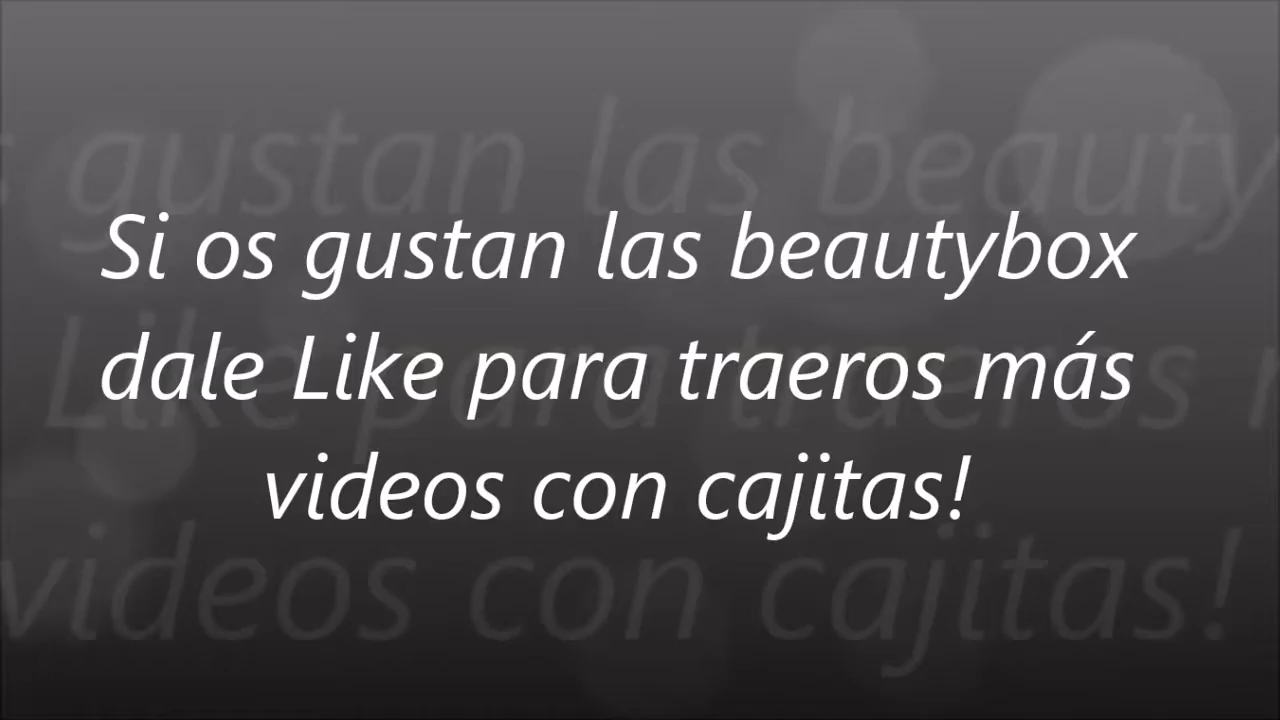 Si os gustan las beautybox
dale Like para traeros más
videos con cajitas!